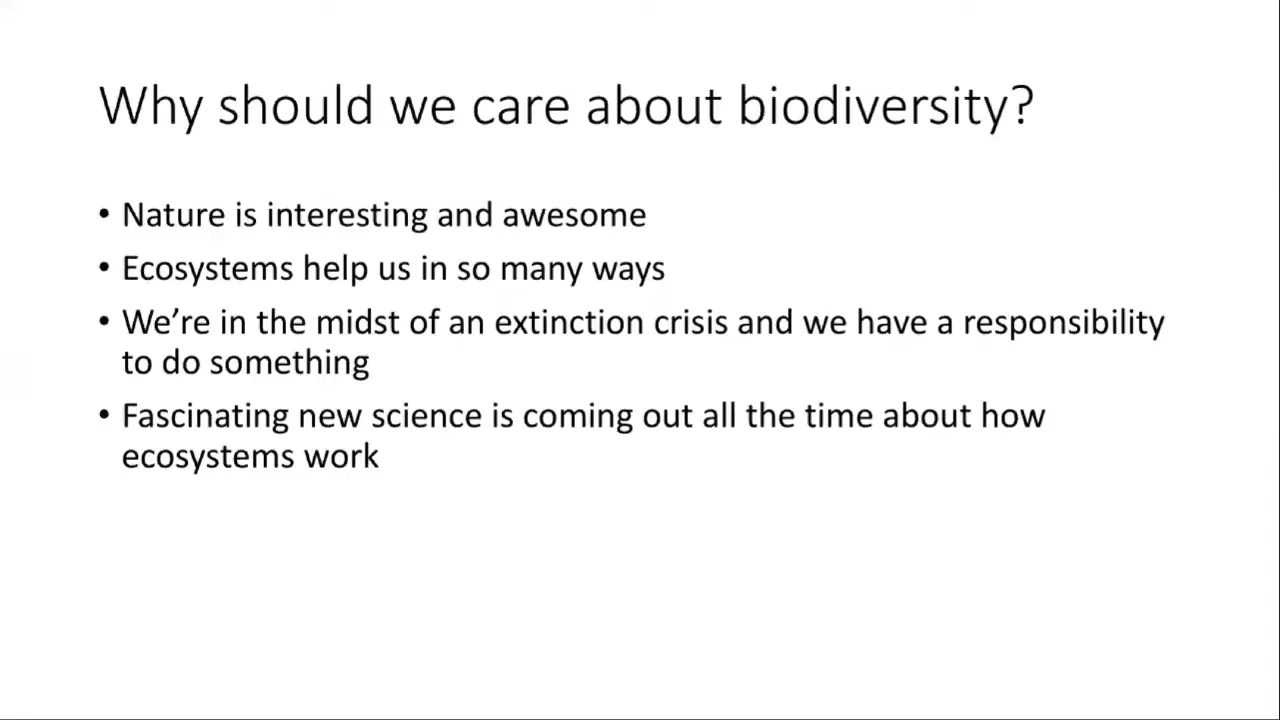 Why should we care about biodiversity?
• Nature is interesting and awesome
• Ecosystems help us in so many ways
• We’re in the midst of an extinction crisis and we have a responsibility
to do something
• Fascinating new science is coming out all the time about how
ecosystems work